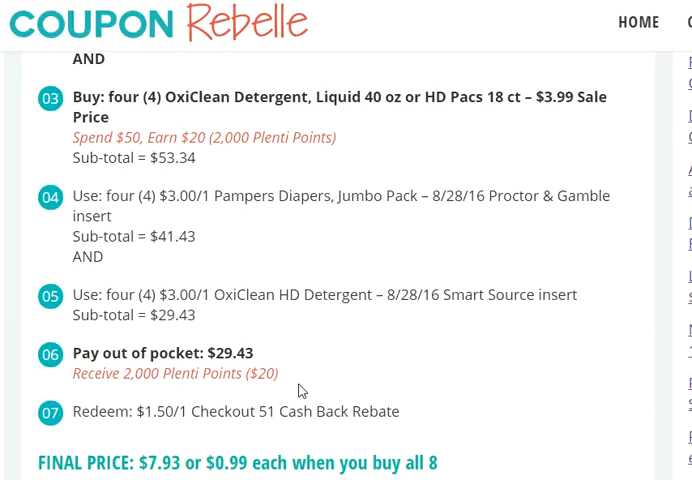 COUPON Rebelle
HOME
AND
03 Buy: four (4) OxiClean Detergent, Liquid 40 oz or HD Pacs 18 ct – $3.99 Sale
Price
Spend $50, Earn $20 (2,000 Plenti Points)
Sub-total = $53.34
04 Use: four (4) $3.00/1 Pampers Diapers, Jumbo Pack – 8/28/16 Proctor & Gamble
insert
Sub-total = $41.43
AND
05 Use: four (4) $3.00/1 OxiClean HD Detergent – 8/28/16 Smart Source insert
Sub-total = $29.43
06 Pay out of pocket: $29.43
Receive 2,000 Plenti Points ($20)
07 Redeem: $1.50/1 Checkout 51 Cash Back Rebate
FINAL PRICE: $7.93 or $0.99 each when you buy all 8